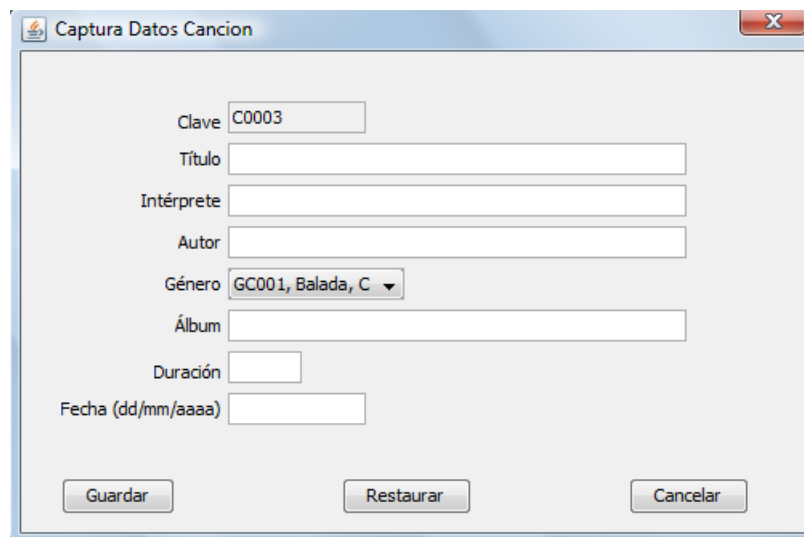 Captura Datos Cancion
Clave C0003
Título
Intérprete
Autor
Género GC001, Balada, C
Álbum
Duración
Fecha (dd/mm/aaaa)
Guardar Restaurar Cancelar